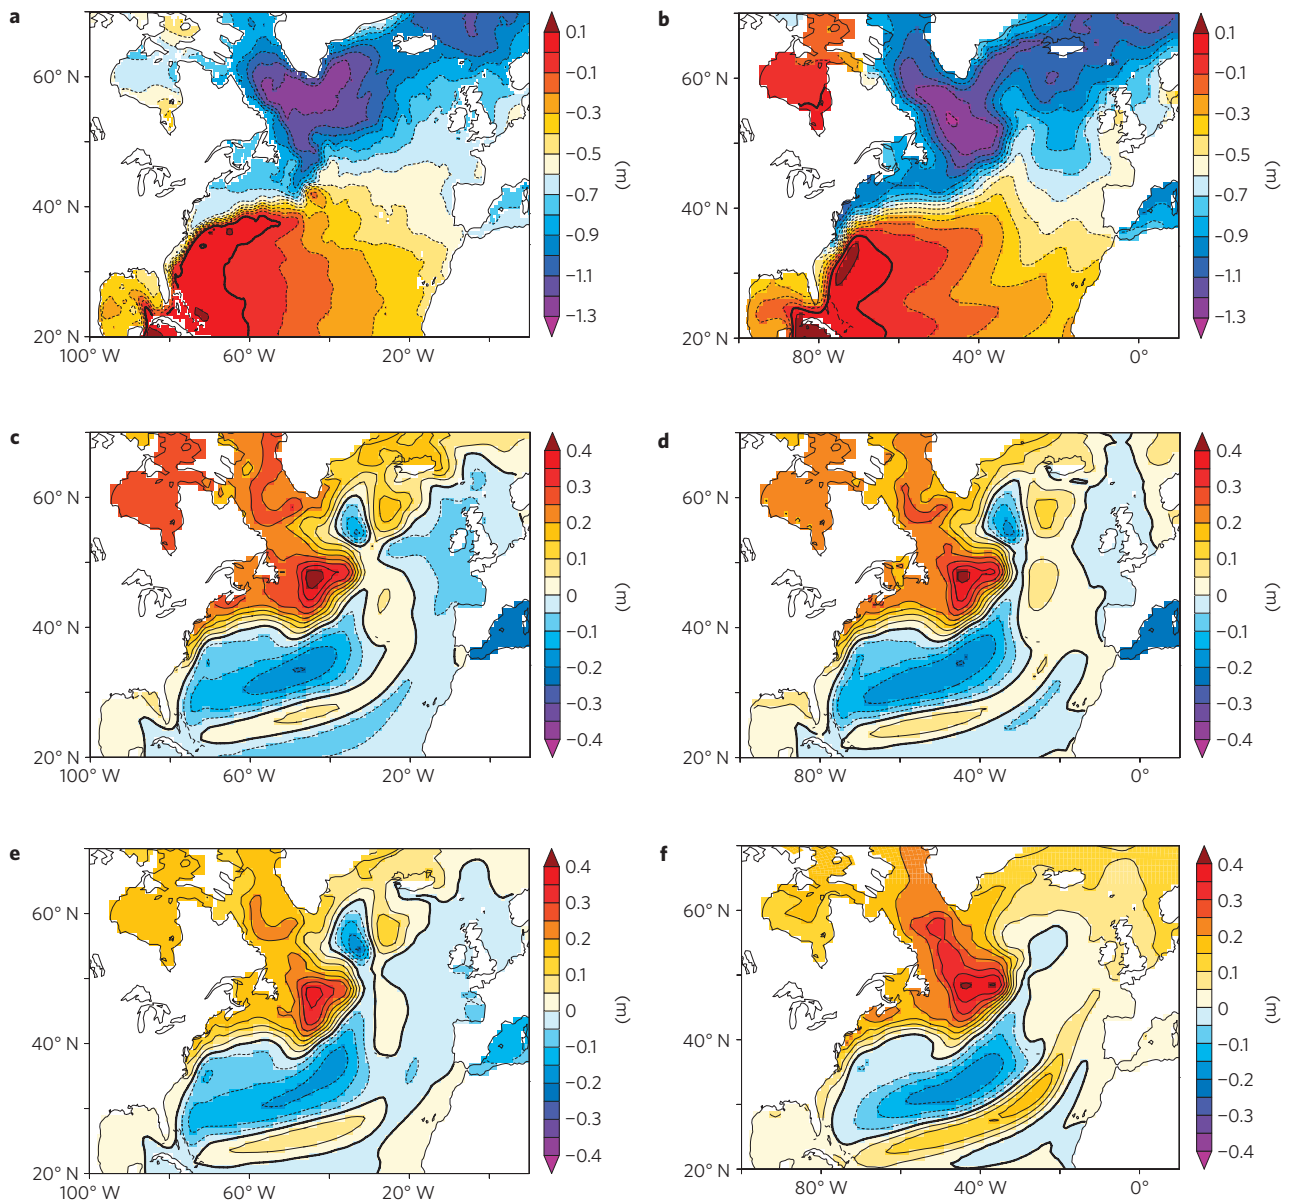 a
60° N
40° N
20° N
100° W
60° W
20° W
0.1
−0.1
−0.3
−0.5
−0.7
−0.9
−1.1
−1.3
(m)
b
60° N
40° N
20° N
80° W
40° W
0°
0.1
−0.1
−0.3
−0.5
−0.7
−0.9
−1.1
−1.3
(m)
c
60° N
40° N
20° N
100° W
60° W
20° W
0.4
0.3
0.2
0.1
0
−0.1
−0.2
−0.3
−0.4
(m)
d
60° N
40° N
20° N
80° W
40° W
0°
0.4
0.3
0.2
0.1
0
−0.1
−0.2
−0.3
−0.4
(m)
e
60° N
40° N
20° N
100° W
60° W
20° W
0.4
0.3
0.2
0.1
0
−0.1
−0.2
−0.3
−0.4
(m)
f
60° N
40° N
20° N
80° W
40° W
0°
0.4
0.3
0.2
0.1
0
−0.1
−0.2
−0.3
−0.4
(m)